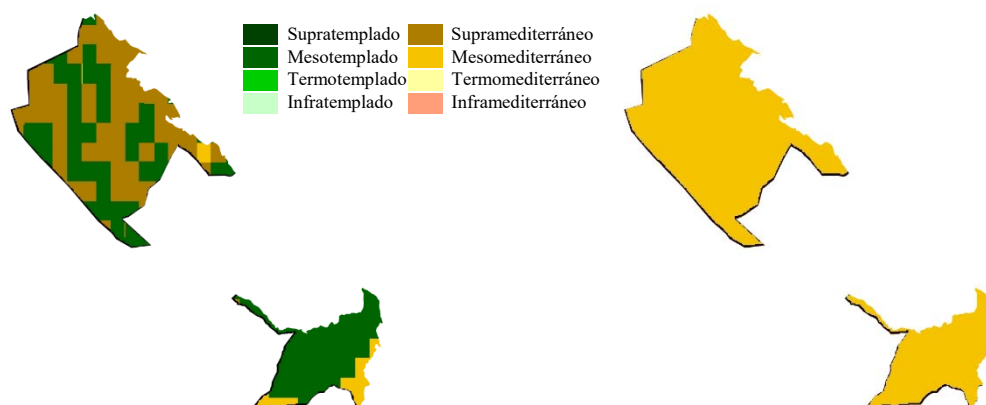 Supratemplado Supramediterráneo
Mesotemplado Mesomediterráneo
Termotemplado Termomediterráneo
Infratemplado Inframediterráneo